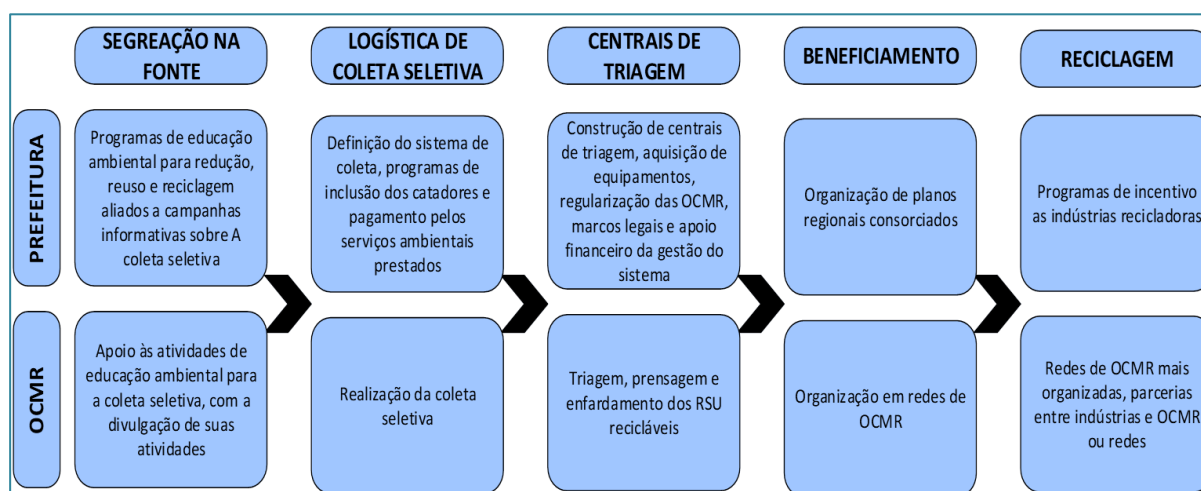 SEGREAÇÃO NA
FONTE
LOGÍSTICA DE
COLETA SELETIVA
CENTRAIS DE
TRIAGEM
BENEFICIAMENTO
RECICLAGEM
PREFEITURA
Programas de educação
ambiental para redução,
reuso e reciclagem
aliados a campanhas
informativas sobre A
coleta seletiva
Definição do sistema de
coleta, programas de
inclusão dos catadores e
pagamento pelos
serviços ambientais
prestados
Construção de centrais
de triagem, aquisição de
equipamentos,
regularização das OCMR,
marcos legais e apoio
financeiro da gestão do
sistema
Organização de planos
regionais consorciados
Programas de incentivo
as indústrias recicladoras
OCMR
Apoio às atividades de
educação ambiental para
a coleta seletiva, com a
divulgação de suas
atividades
Realização da coleta
seletiva
Triagem, prensagem e
enfardamento dos RSU
recicláveis
Organização em redes de
OCMR
Redes de OCMR mais
organizadas, parcerias
entre indústrias e OCMR
ou redes